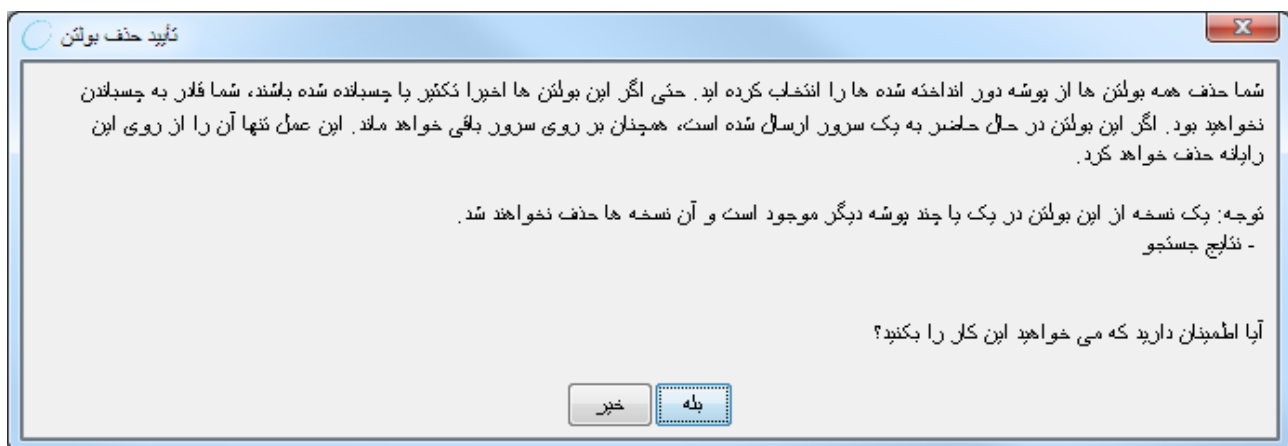 تأیید حذف بولتن
شما حذف همه بولتن ها از پوشه دور انداخته شده ها را انتخاب کرده اید. حتی اگر این بولتن ها اخیرا تکثیر یا چسبانده شده باشند، شما قادر به چسباندن
نخواهید بود. اگر این بولتن در حال حاضر به یک سرور ارسال شده است، همچنان بر روی سرور باقی خواهد ماند. این عمل تنها آن را از روی این
رایانه حذف خواهد کرد.
توجه: یک نسخه از این بولتن در یک یا چند پوشه دیگر موجود است و آن نسخه ها حذف نخواهند شد.
- نتایج جستجو
آیا اطمینان دارید که می خواهید این کار را بکنید؟
بله خیر